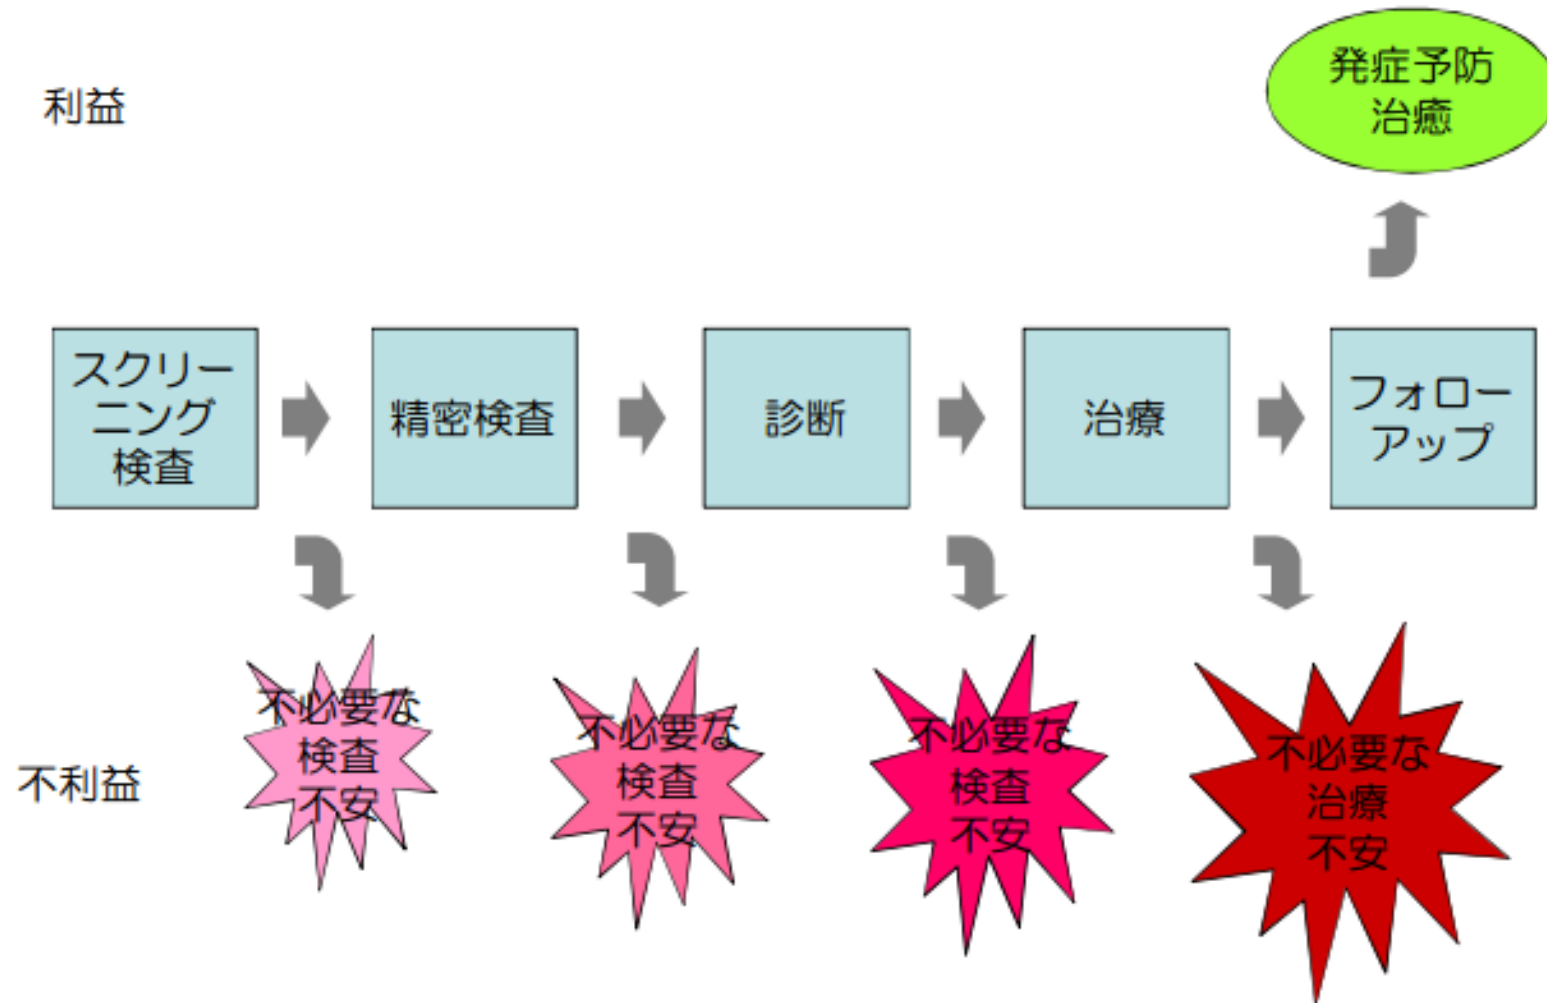 発症予防
治癒
利益
スクリー
ニング
検査
精密検査
診断
治療
フォロー
アップ
不利益
不必要な
検査
不安
不必要な
検査
不安
不必要な
検査
不安
不必要な
治療
不安